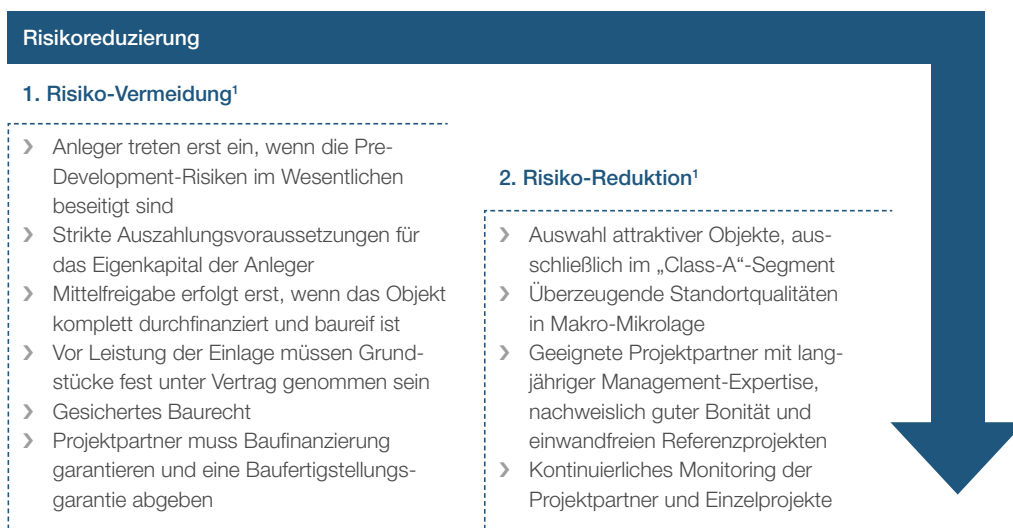 Risikoreduzierung
1. Risiko-Vermeidung¹
› Anleger treten erst ein, wenn die Pre-
Development-Risiken im Wesentlichen
beseitigt sind
› Strikte Auszahlungsvoraussetzungen für
das Eigenkapital der Anleger
› Mittelfreigabe erfolgt erst, wenn das Objekt
komplett durchfinanziert und baureif ist
› Vor Leistung der Einlage müssen Grund-
stücke fest unter Vertrag genommen sein
› Gesichertes Baurecht
› Projektpartner muss Baufinanzierung
garantieren und eine Baufertigstellungs-
garantie abgeben
2. Risiko-Reduktion¹
› Auswahl attraktiver Objekte, aus-
schließlich im „Class-A“-Segment
› Überzeugende Standortqualitäten
in Makro-Mikrolage
› Geeignete Projektpartner mit lang-
jähriger Management-Expertise,
nachweislich guter Bonität und
einwandfreien Referenzprojekten
› Kontinuierliches Monitoring der
Projektpartner und Einzelprojekte